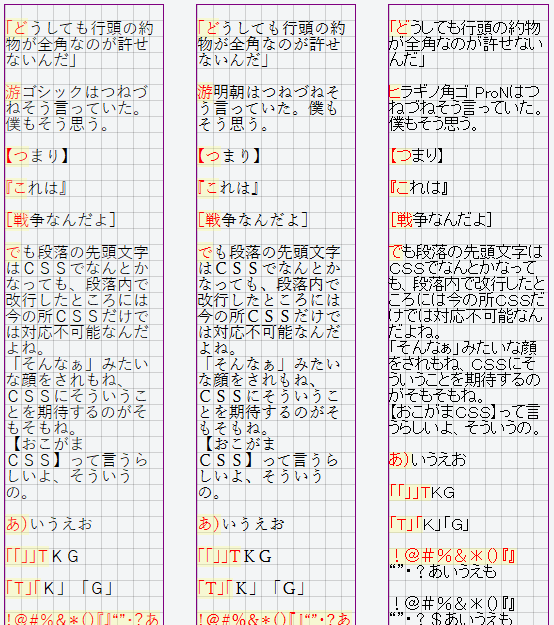 「どうしても行頭の約
物が全角なのが許せ
ないんだ」
游ゴシックはつねづ
ねそう言っていた。
僕もそう思う。
【つまり】
『これは』
[戦争なんだよ]
でも段落の先頭文字
はＣＳＳでなんとか
なっても、段落内で
改行したところには
今の所ＣＳＳだけで
は対応不可能なんだ
よね。
「そんなぁ」みたい
な顔をされもね、
ＣＳＳにそういうこ
とを期待するのがそ
もそもね。
【おこがま
ＣＳＳ】って言うら
しいよ、そういう
の。
あ）いうえお
「「」」ＴＫＧ
「Ｔ」「Ｋ」「Ｇ」
！＠＃％＆＊（）『』“”・？あ
「どうしても行頭の約
物が全角なのが許せ
ないんだ」
游明朝はつねづねそ
う言っていた。僕も
そう思う。
【つまり】
『これは』
[戦争なんだよ]
でも段落の先頭文字
はＣＳＳでなんとか
なっても、段落内で
改行したところには
今の所ＣＳＳだけで
は対応不可能なんだ
よね。
「そんなぁ」みたい
な顔をされもね、
ＣＳＳにそういうこ
とを期待するのがそ
もそもね。
【おこがま
ＣＳＳ】って言うら
しいよ、そういう
の。
あ）いうえお
「「」」ＴＫＧ
「Ｔ」「Ｋ」「Ｇ」
！＠＃％＆＊（）『』“”・？あ
「どうしても行頭の約物
が全角なのが許せない
んだ」
ヒラギノ角ゴ ProNはつ
ねづねそう言っていた。
僕もそう思う。
【つまり】
『これは』
[戦争なんだよ]
でも段落の先頭文字は
ＣＳＳでなんとかなって
も、段落内で改行したと
ころには今の所ＣＳＳだ
けでは対応不可能なん
だよね。
「そんなぁ」みたいな顔
をされもね、ＣＳＳにそ
ういうことを期待するの
がそもそもね。
【おこがまＣＳＳ】って言
うらしいよ、そういうの。
あ）いうえお
「「」」ＴＫＧ
「Ｔ」「Ｋ」「Ｇ」
！＠＃％＆＊（）『』
“”・？あいうえも
！＠＃％＆＊（）『』
“”・？＄あいうえも